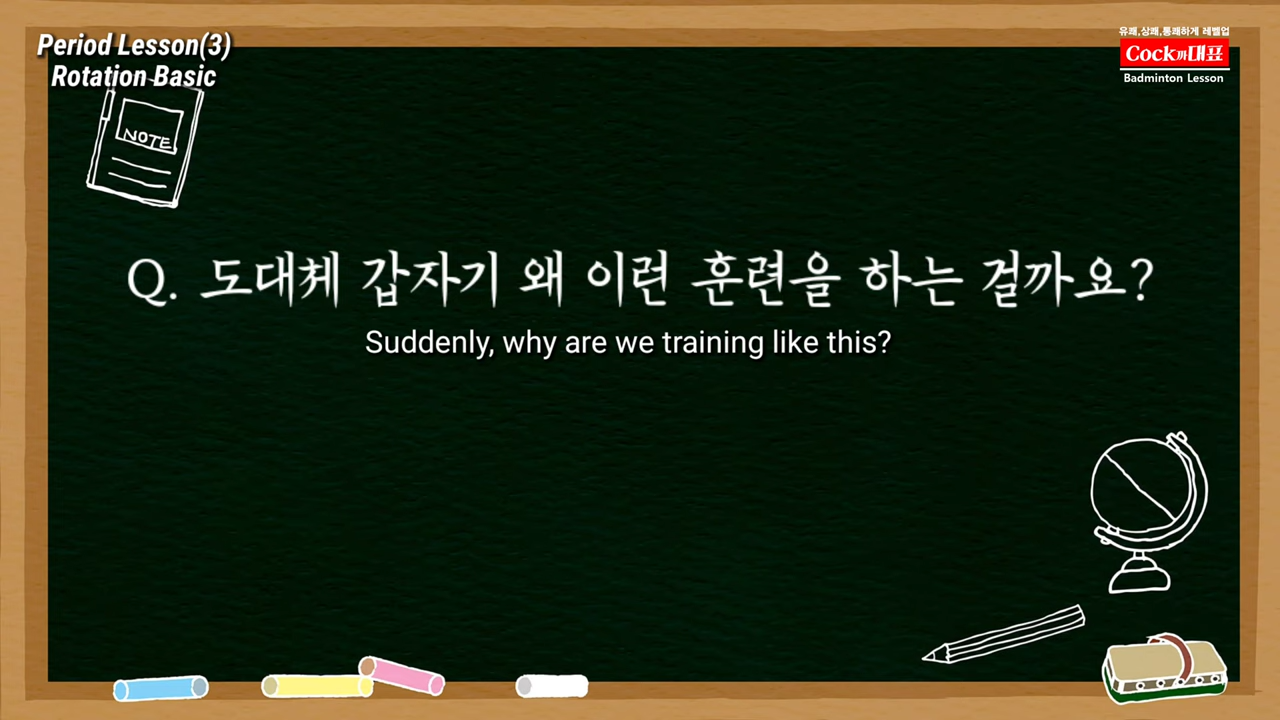 Period Lesson(3)
Rotation Basic
유쾌,상쾌,통쾌하게 레벨업
Cock까대표
Badminton Lesson
NOTE
Q. 도대체 갑자기 왜 이런 훈련을 하는 걸까요?
Suddenly, why are we training like this?